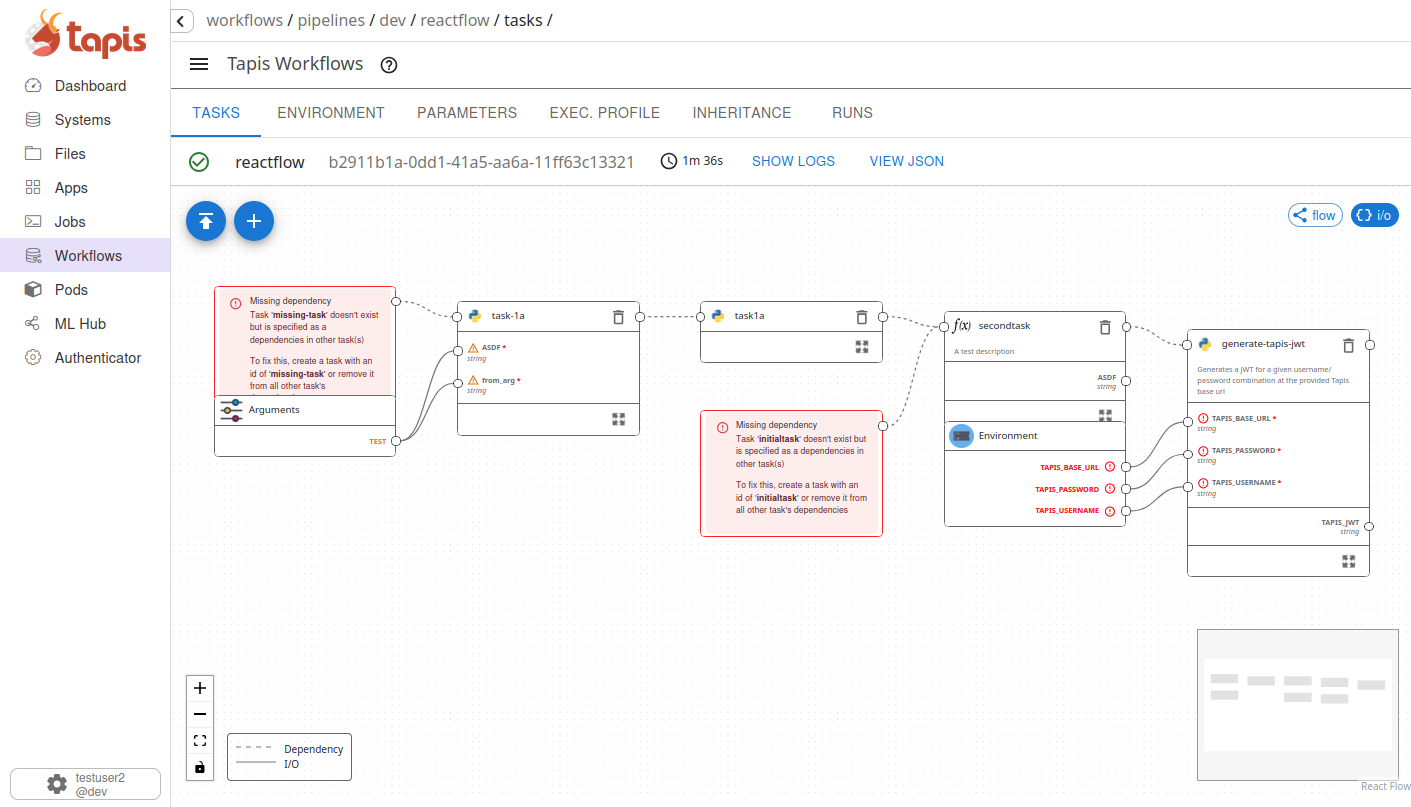 tapis
Dashboard
Systems
Files
Apps
Jobs
Workflows
Pods
ML Hub
Authenticator
testuser2
@dev
workflows / pipelines / dev / reactflow / tasks /
Tapis Workflows
TASKS ENVIRONMENT PARAMETERS EXEC. PROFILE INHERITANCE RUNS
reactflow b2911b1a-0dd1-41a5-aa6a-11ff63c13321 1m 36s SHOW LOGS VIEW JSON
flow
i/o
Missing dependency
Task 'missing-task' doesn't exist
but is specified as a
dependencies in other task(s)
To fix this, create a task with an
id of 'missing-task' or remove it
from all other task's
Arguments
TEST
task-1a
ASDF *
string
from_arg *
string
task1a
Missing dependency
Task 'initialtask' doesn't exist but
is specified as a dependencies in
other task(s)
To fix this, create a task with an
id of 'initialtask' or remove it from
all other task's dependencies
f(x) secondtask
A test description
ASDF
string
Environment
TAPIS_BASE_URL
TAPIS_PASSWORD
TAPIS_USERNAME
generate-tapis-jwt
Generates a JWT for a given username/
password combination at the provided Tapis
base url
TAPIS_BASE_URL *
string
TAPIS_PASSWORD *
string
TAPIS_USERNAME *
string
TAPIS_JWT
string
Dependency
I/O
React Flow